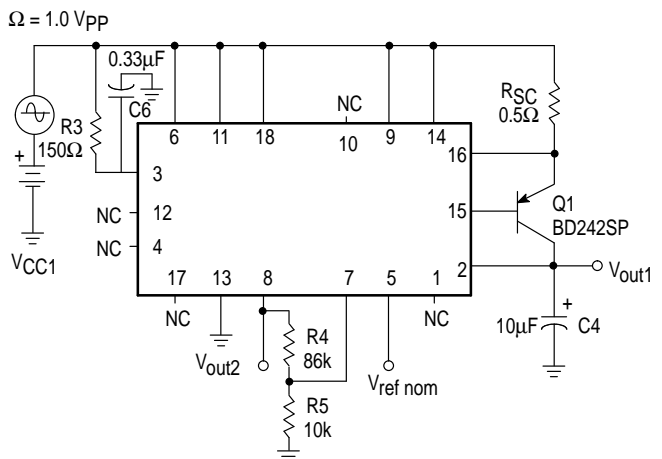 Ω = 1.0 VPP
0.33µF
C6
R3
150Ω
RSC
0.5Ω
NC
6
11
18
10
9
14
16
3
15
Q1
BD242SP
NC
12
NC
4
2
Vout1
VCC1
17
13
8
7
5
1
NC
NC
10µF
C4
R4
86k
Vout2
Vref nom
R5
10k
+
+